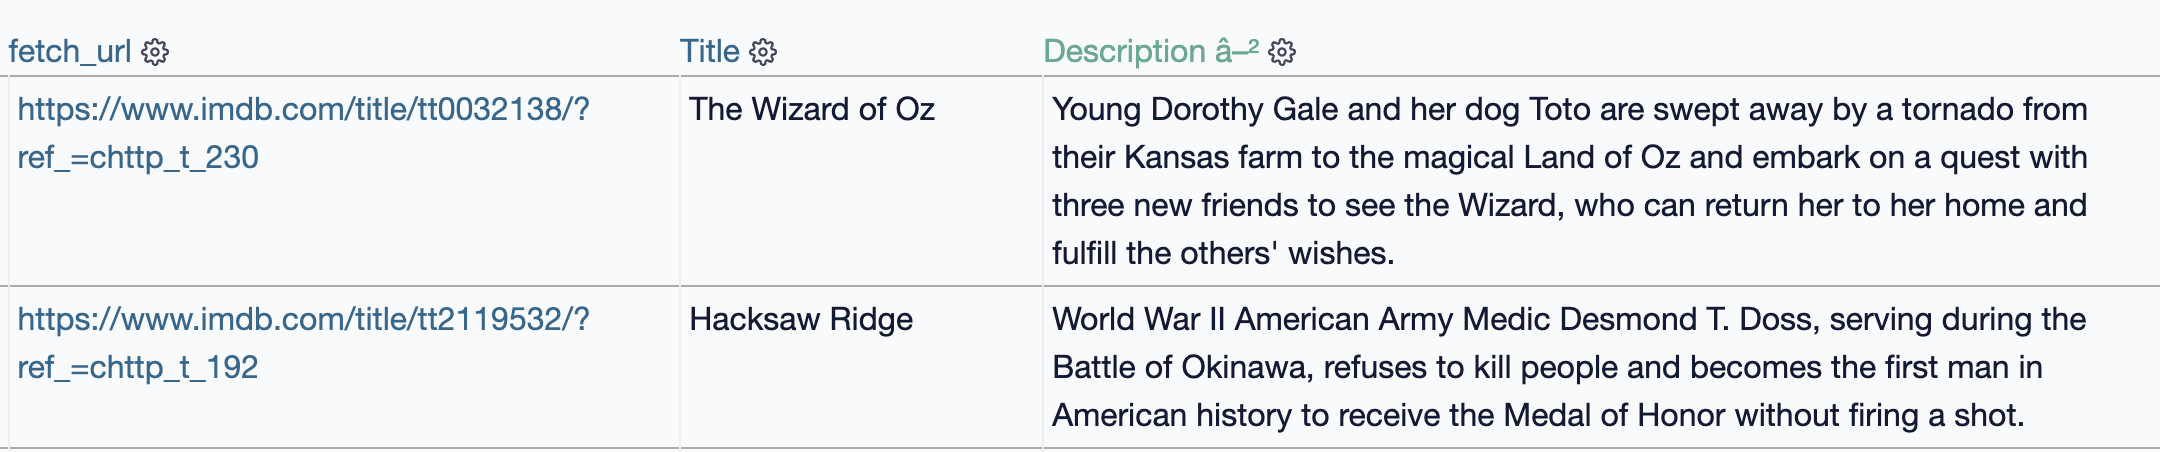 fetch_url Title Description â–²
https://www.imdb.com/title/tt0032138/?
ref_=chttp_t_230
The Wizard of Oz
Young Dorothy Gale and her dog Toto are swept away by a tornado from
their Kansas farm to the magical Land of Oz and embark on a quest with
three new friends to see the Wizard, who can return her to her home and
fulfill the others' wishes.
https://www.imdb.com/title/tt2119532/?
ref_=chttp_t_192
Hacksaw Ridge
World War II American Army Medic Desmond T. Doss, serving during the
Battle of Okinawa, refuses to kill people and becomes the first man in
American history to receive the Medal of Honor without firing a shot.